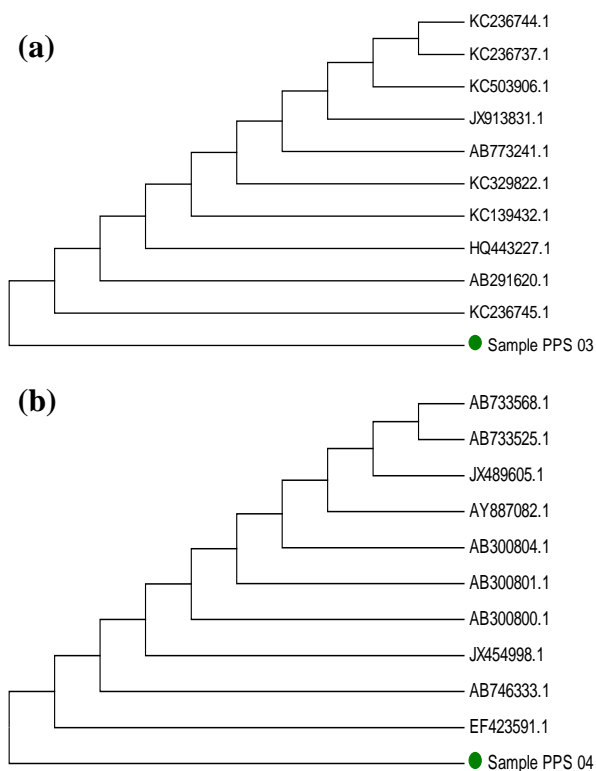 (a)
KC236744.1
KC236737.1
KC503906.1
JX913831.1
AB773241.1
KC329822.1
KC139432.1
HQ443227.1
AB291620.1
KC236745.1
Sample PPS 03
(b)
AB733568.1
AB733525.1
JX489605.1
AY887082.1
AB300804.1
AB300801.1
AB300800.1
JX454998.1
AB746333.1
EF423591.1
Sample PPS 04